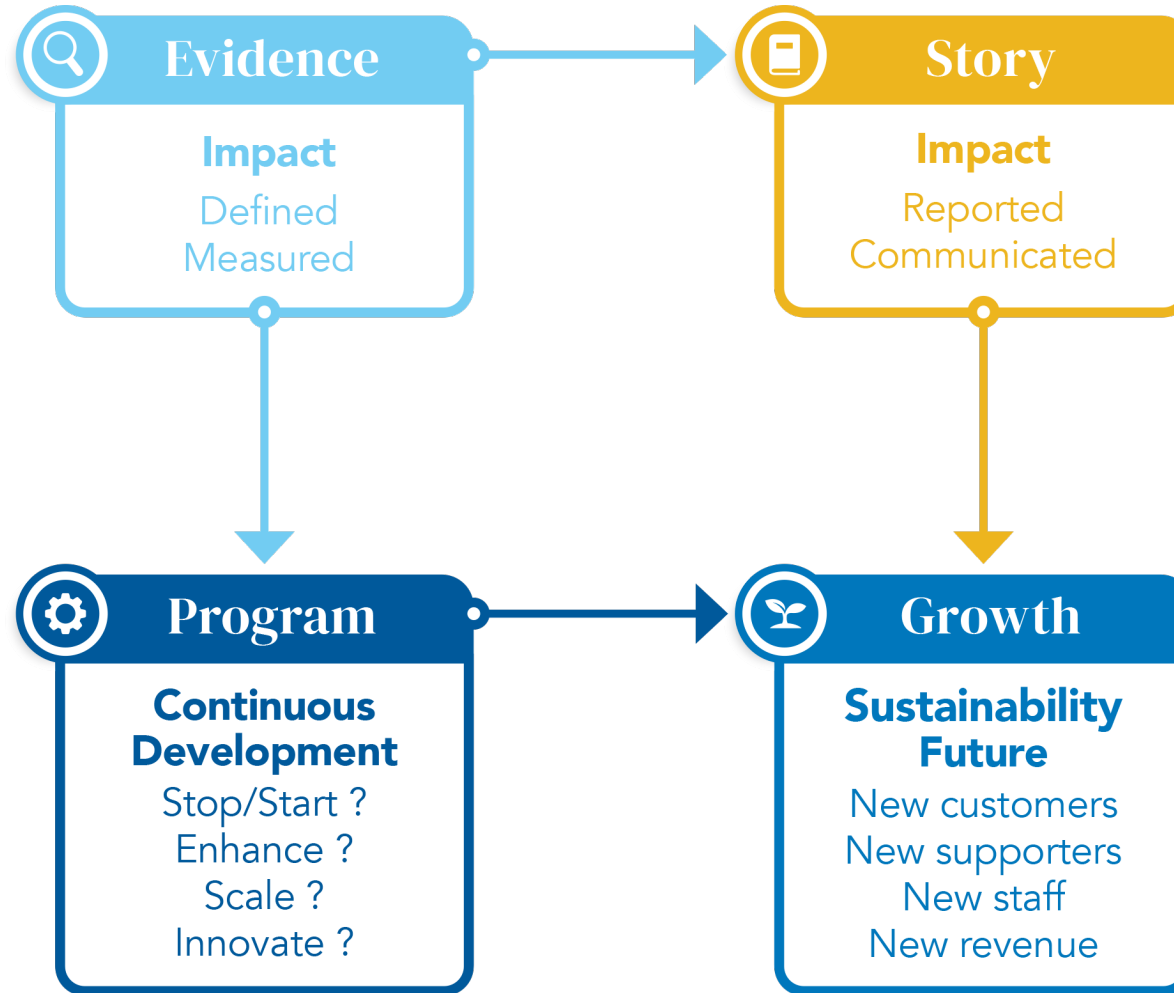 Evidence
Impact
Defined
Measured
Story
Impact
Reported
Communicated
Program
Continuous
Development
Stop/Start ?
Enhance ?
Scale ?
Innovate ?
Growth
Sustainability
Future
New customers
New supporters
New staff
New revenue